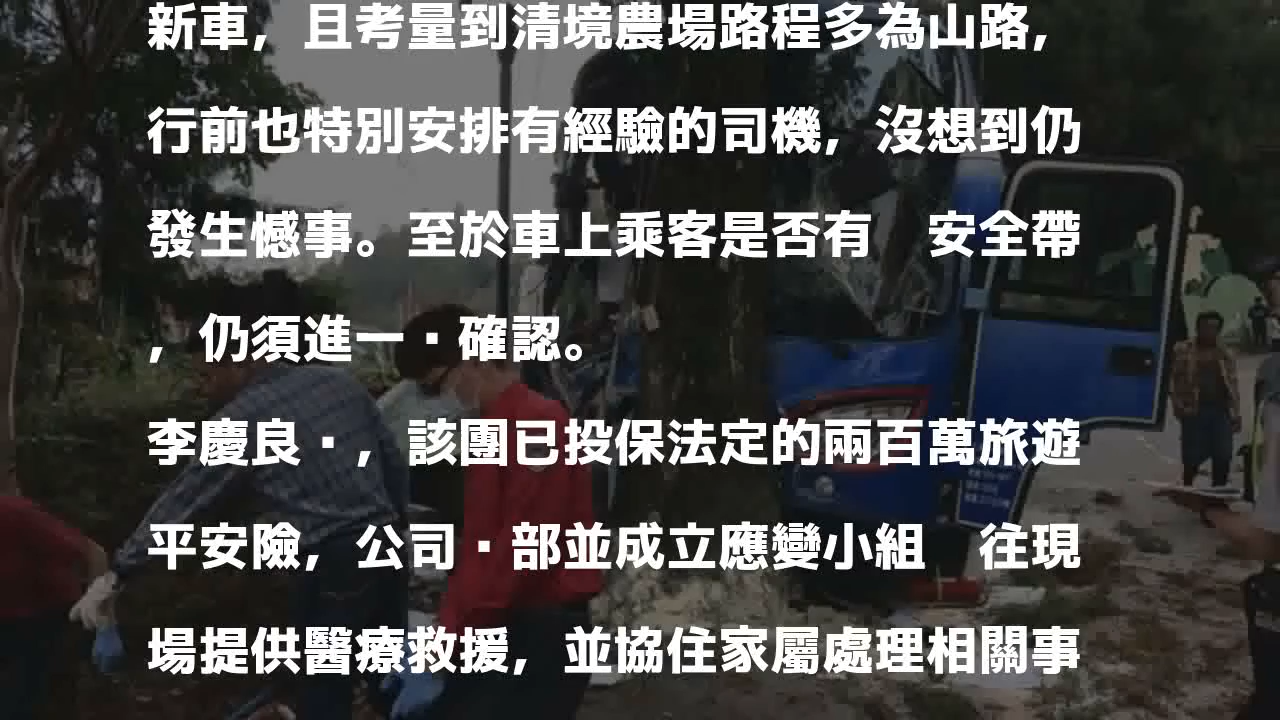 新車，且考量到清境農場路程多為山路，
行前也特別安排有經驗的司機，沒想到仍
發生憾事。至於車上乘客是否有　安全帶
，仍須進一▪確認。
李慶良▪，該團已投保法定的兩百萬旅遊
平安險，公司▪部並成立應變小組　往現
場提供醫療救援，並協住家屬處理相關事